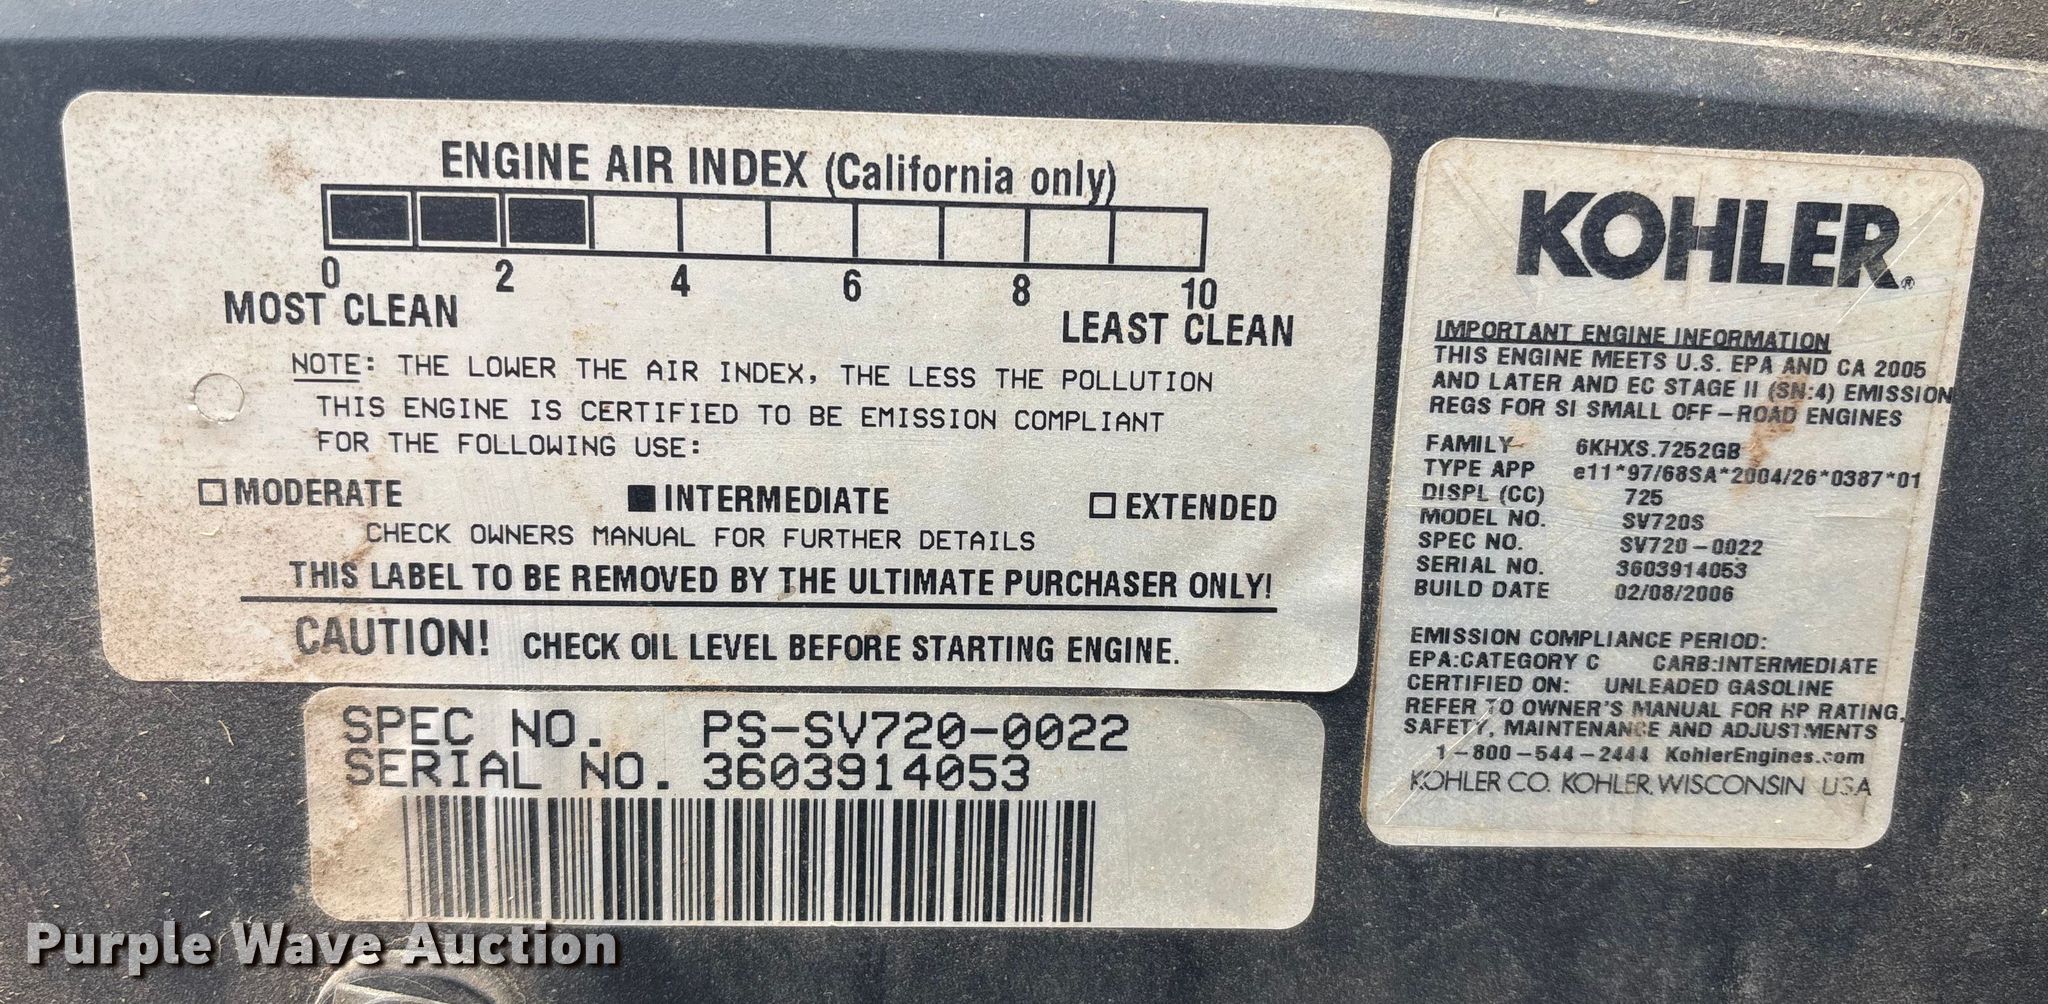 ENGINE AIR INDEX (California only)
0 2 4 6 8 10
MOST CLEAN LEAST CLEAN
NOTE: THE LOWER THE AIR INDEX, THE LESS THE POLLUTION
THIS ENGINE IS CERTIFIED TO BE EMISSION COMPLIANT
FOR THE FOLLOWING USE:
☐ MODERATE ■ INTERMEDIATE ☐ EXTENDED
CHECK OWNERS MANUAL FOR FURTHER DETAILS
THIS LABEL TO BE REMOVED BY THE ULTIMATE PURCHASER ONLY!
CAUTION! CHECK OIL LEVEL BEFORE STARTING ENGINE.
SPEC NO. PS-SV720-0022
SERIAL NO. 3603914053
KOHLER®
IMPORTANT ENGINE INFORMATION
THIS ENGINE MEETS U.S. EPA AND CA 2005
AND LATER AND EC STAGE II (SN:4) EMISSION
REGS FOR SI SMALL OFF-ROAD ENGINES
FAMILY 6KHXS.7252GB
TYPE APP e11*97/68SA*2004/26*0387*01
DISPL (CC) 725
MODEL NO. SV720S
SPEC NO. SV720-0022
SERIAL NO. 3603914053
BUILD DATE 02/08/2006
EMISSION COMPLIANCE PERIOD:
EPA:CATEGORY C CARB:INTERMEDIATE
CERTIFIED ON: UNLEADED GASOLINE
REFER TO OWNER'S MANUAL FOR HP RATING,
SAFETY, MAINTENANCE AND ADJUSTMENTS
1-800-544-2444 KohlerEngines.com
KOHLER CO. KOHLER, WISCONSIN USA
Purple Wave Auction